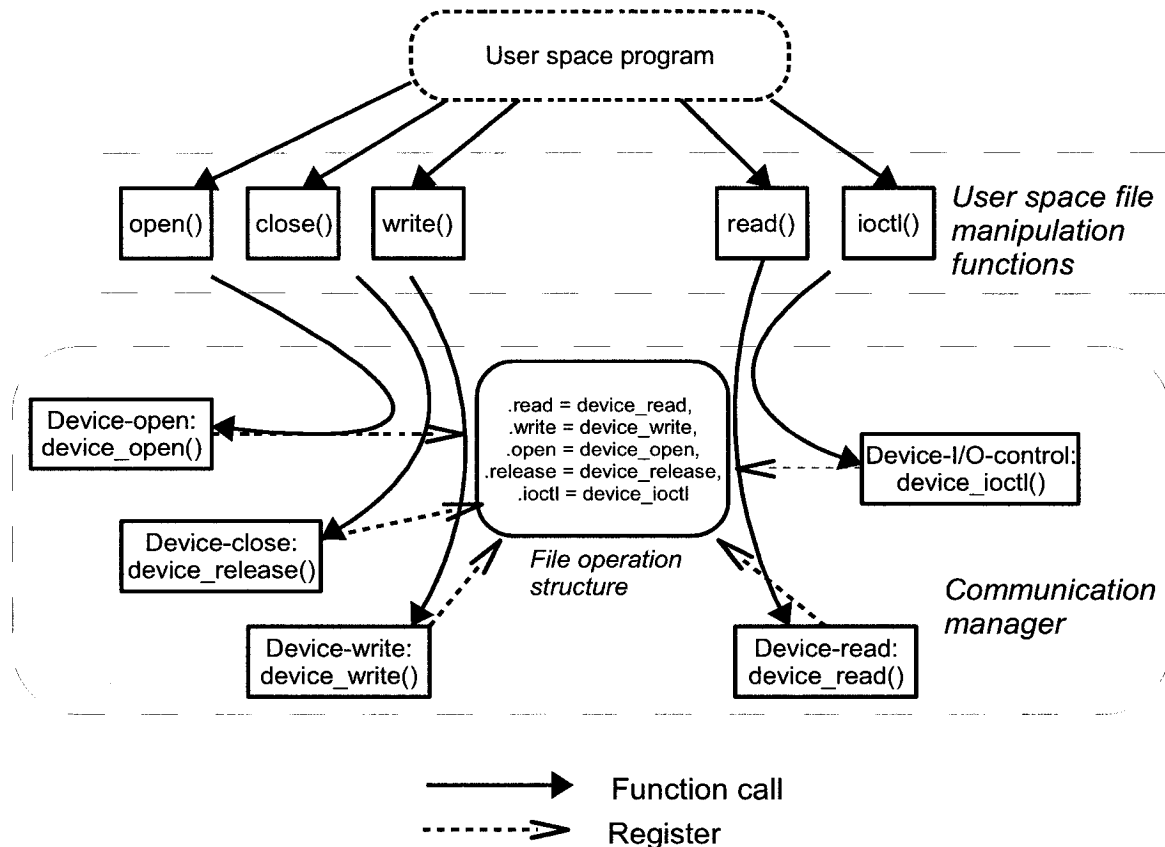 User space program
open()
close()
write()
read()
ioctl()
User space file
manipulation
functions
.read = device_read,
.write = device_write,
.open = device_open,
.release = device_release,
.ioctl = device_ioctl
File operation
structure
Device-open:
device_open()
Device-I/O-control:
device_ioctl()
Device-close:
device_release()
Device-write:
device_write()
Device-read:
device_read()
Communication
manager
Function call
Register